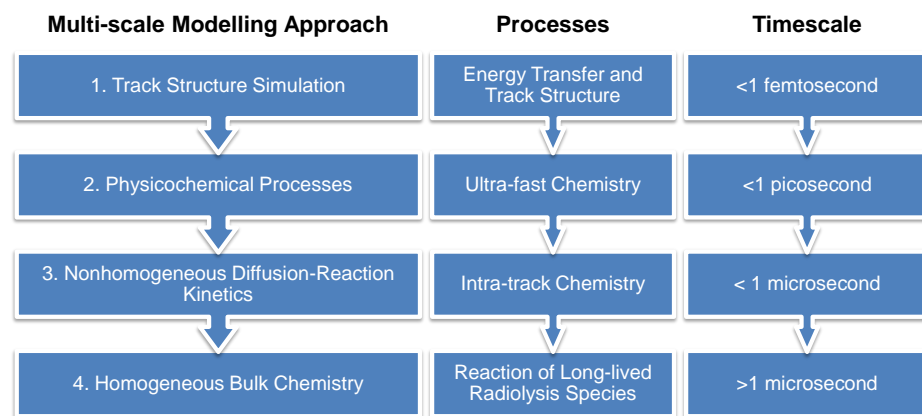 Multi-scale Modelling Approach
Processes
Timescale
1. Track Structure Simulation
Energy Transfer and
Track Structure
<1 femtosecond
2. Physicochemical Processes
Ultra-fast Chemistry
<1 picosecond
3. Nonhomogeneous Diffusion-Reaction
Kinetics
Intra-track Chemistry
< 1 microsecond
4. Homogeneous Bulk Chemistry
Reaction of Long-lived
Radiolysis Species
>1 microsecond